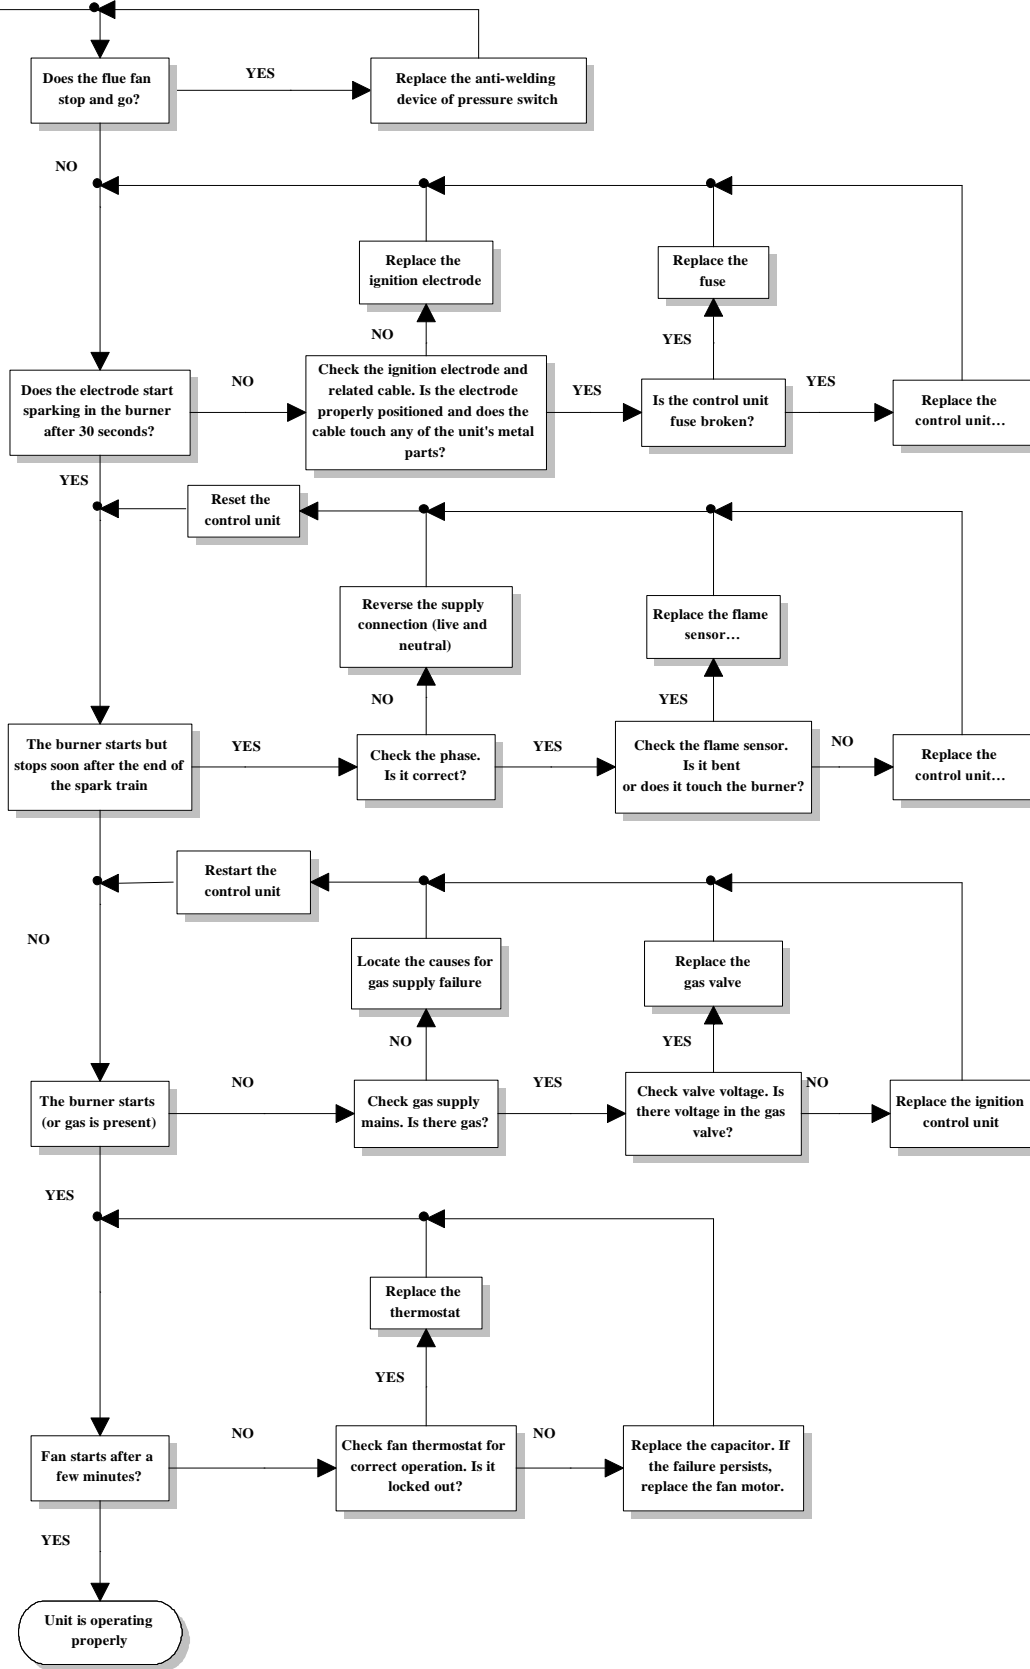 Does the flue fan
stop and go?
YES
Replace the anti-welding
device of pressure switch
NO
Replace the
ignition electrode
Replace the
fuse
NO
YES
Does the electrode start
sparking in the burner
after 30 seconds?
NO
Check the ignition electrode and
related cable. Is the electrode
properly positioned and does the
cable touch any of the unit's metal
parts?
YES
Is the control unit
fuse broken?
YES
Replace the
control unit…
YES
Reset the
control unit
Reverse the supply
connection (live and
neutral)
Replace the flame
sensor…
NO
YES
The burner starts but
stops soon after the end of
the spark train
YES
Check the phase.
Is it correct?
YES
Check the flame sensor.
Is it bent
or does it touch the burner?
NO
Replace the
control unit…
Restart the
control unit
NO
Locate the causes for
gas supply failure
Replace the
gas valve
NO
YES
The burner starts
(or gas is present)
NO
Check gas supply
mains. Is there gas?
YES
Check valve voltage. Is
there voltage in the gas
valve?
NO
Replace the ignition
control unit
YES
Replace the
thermostat
YES
Fan starts after a
few minutes?
NO
Check fan thermostat for
correct operation. Is it
locked out?
NO
Replace the capacitor. If
the failure persists,
replace the fan motor.
YES
Unit is operating
properly